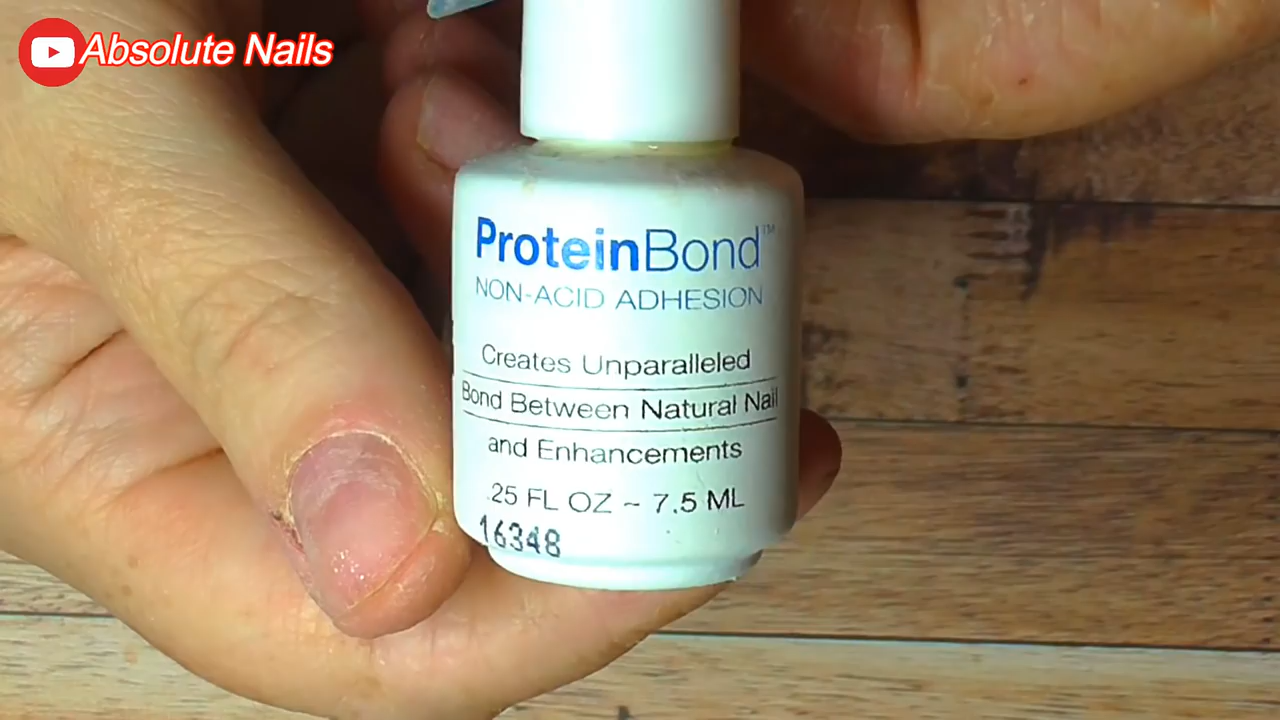 Absolute Nails
ProteinBond™
NON-ACID ADHESION
Creates Unparalleled
Bond Between Natural Nail
and Enhancements
.25 FL OZ ~ 7.5 ML
16348